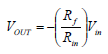 V_OUT = -(R_f / R_in) V_in